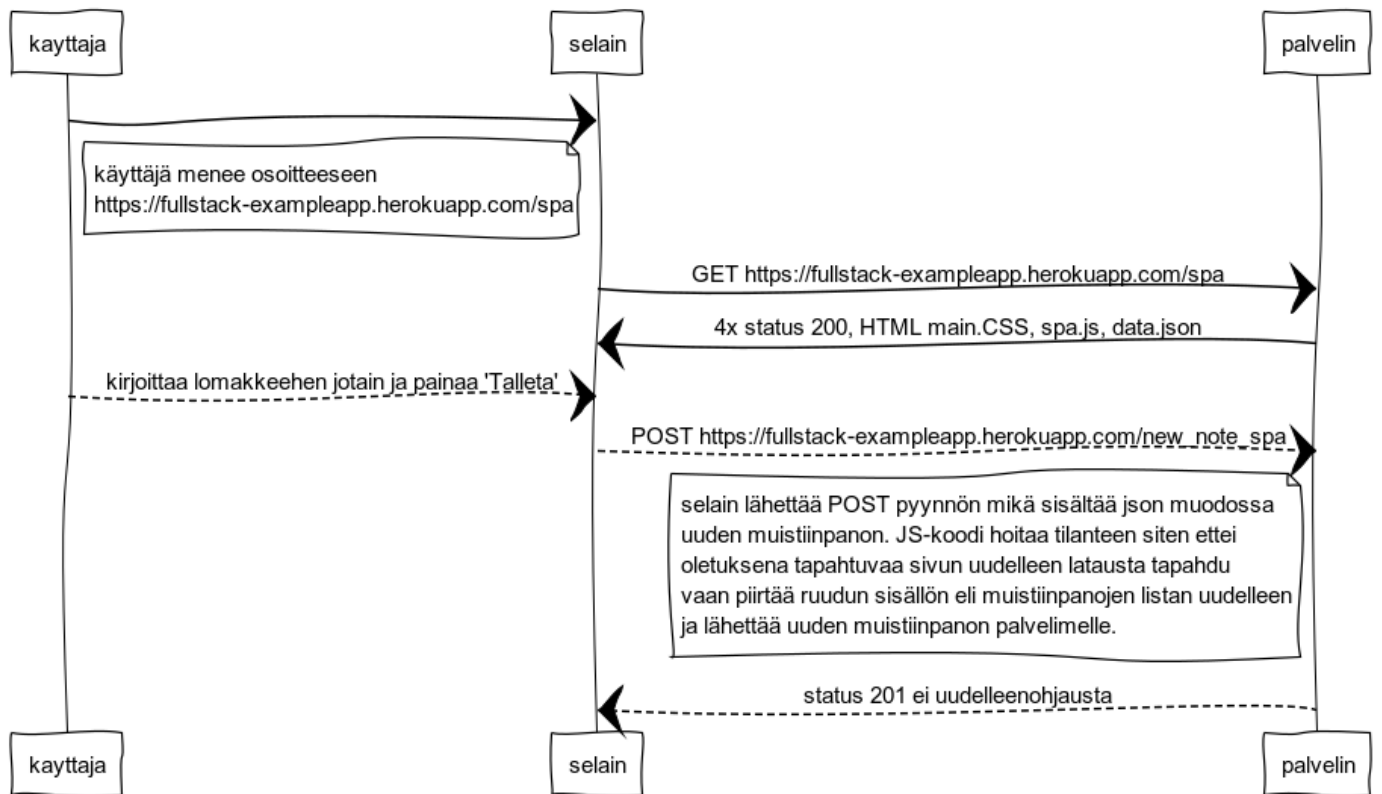 kayttaja
selain
palvelin
käyttäjä menee osoitteeseen
https://fullstack-exampleapp.herokuapp.com/spa
GET https://fullstack-exampleapp.herokuapp.com/spa
4x status 200, HTML main.CSS, spa.js, data.json
kirjoittaa lomakkeehen jotain ja painaa 'Talleta'
POST https://fullstack-exampleapp.herokuapp.com/new_note_spa
selain lähettää POST pyynnön mikä sisältää json muodossa
uuden muistiinpanon. JS-koodi hoitaa tilanteen siten ettei
oletuksena tapahtuvaa sivun uudelleen latausta tapahdu
vaan piirtää ruudun sisällön eli muistiinpanojen listan uudelleen
ja lähettää uuden muistiinpanon palvelimelle.
status 201 ei uudelleenohjausta
kayttaja
selain
palvelin